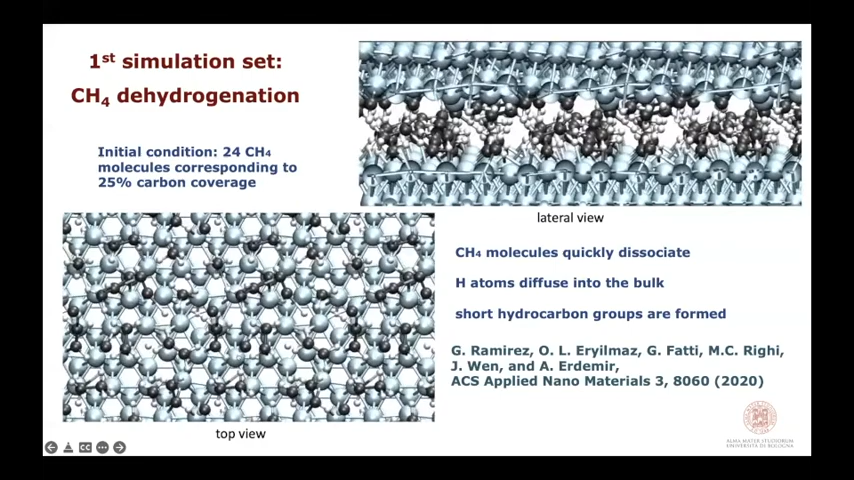 1st simulation set:
CH4 dehydrogenation
Initial condition: 24 CH4
molecules corresponding to
25% carbon coverage
lateral view
CH4 molecules quickly dissociate
H atoms diffuse into the bulk
short hydrocarbon groups are formed
G. Ramirez, O. L. Eryilmaz, G. Fatti, M.C. Righi,
J. Wen, and A. Erdemir,
ACS Applied Nano Materials 3, 8060 (2020)
top view
CC
ALMA MATER STUDIORUM
UNIVERSITÀ DI BOLOGNA